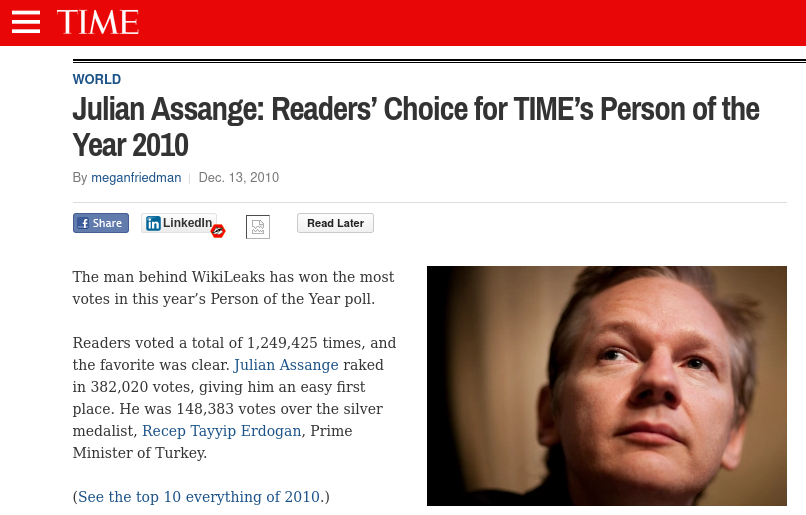 TIME
WORLD
Julian Assange: Readers’ Choice for TIME’s Person of the
Year 2010
By meganfriedman | Dec. 13, 2010
Share
LinkedIn
Read Later
The man behind WikiLeaks has won the most
votes in this year’s Person of the Year poll.
Readers voted a total of 1,249,425 times, and
the favorite was clear. Julian Assange raked
in 382,020 votes, giving him an easy first
place. He was 148,383 votes over the silver
medalist, Recep Tayyip Erdogan, Prime
Minister of Turkey.
(See the top 10 everything of 2010.)